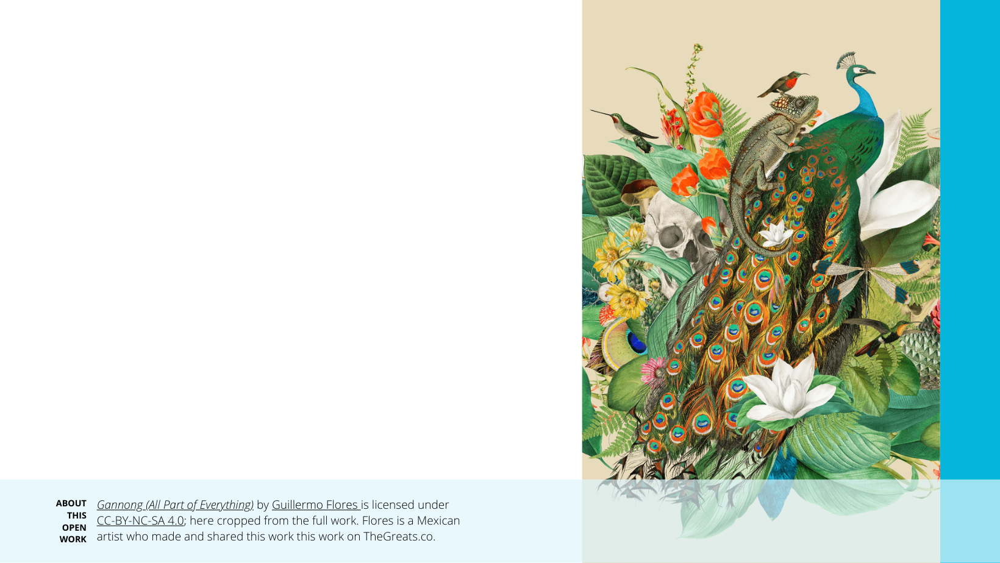 ABOUT
THIS
OPEN
WORK
Gannong (All Part of Everything) by Guillermo Flores is licensed under
CC-BY-NC-SA 4.0; here cropped from the full work. Flores is a Mexican
artist who made and shared this work this work on TheGreats.co.